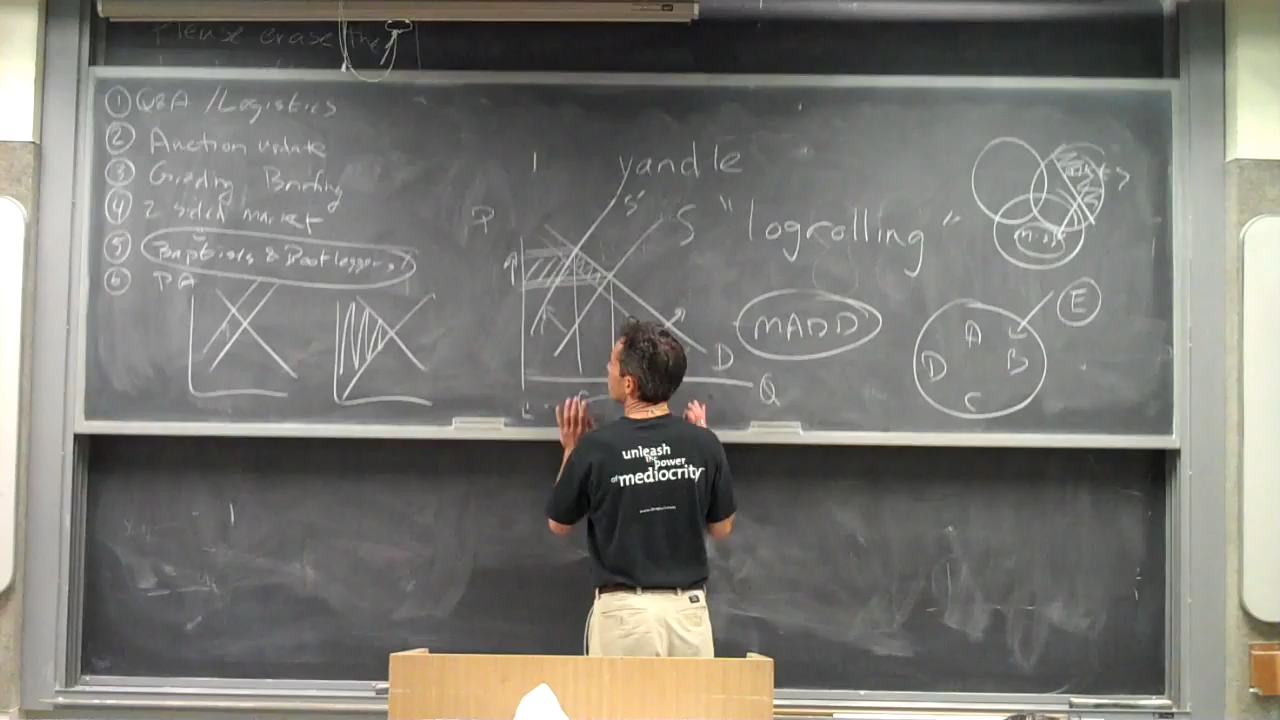 Please erase the
① Q&A / Logistics
② Auction update
③ Grading Briefing
④ 2 sided market
⑤ Baptists & Bootleggers!
⑥ PA
yandle
"logrolling"
P
S'
S
D
Q
MADD
E
A
D
B
C
unleash
the power
of mediocrity